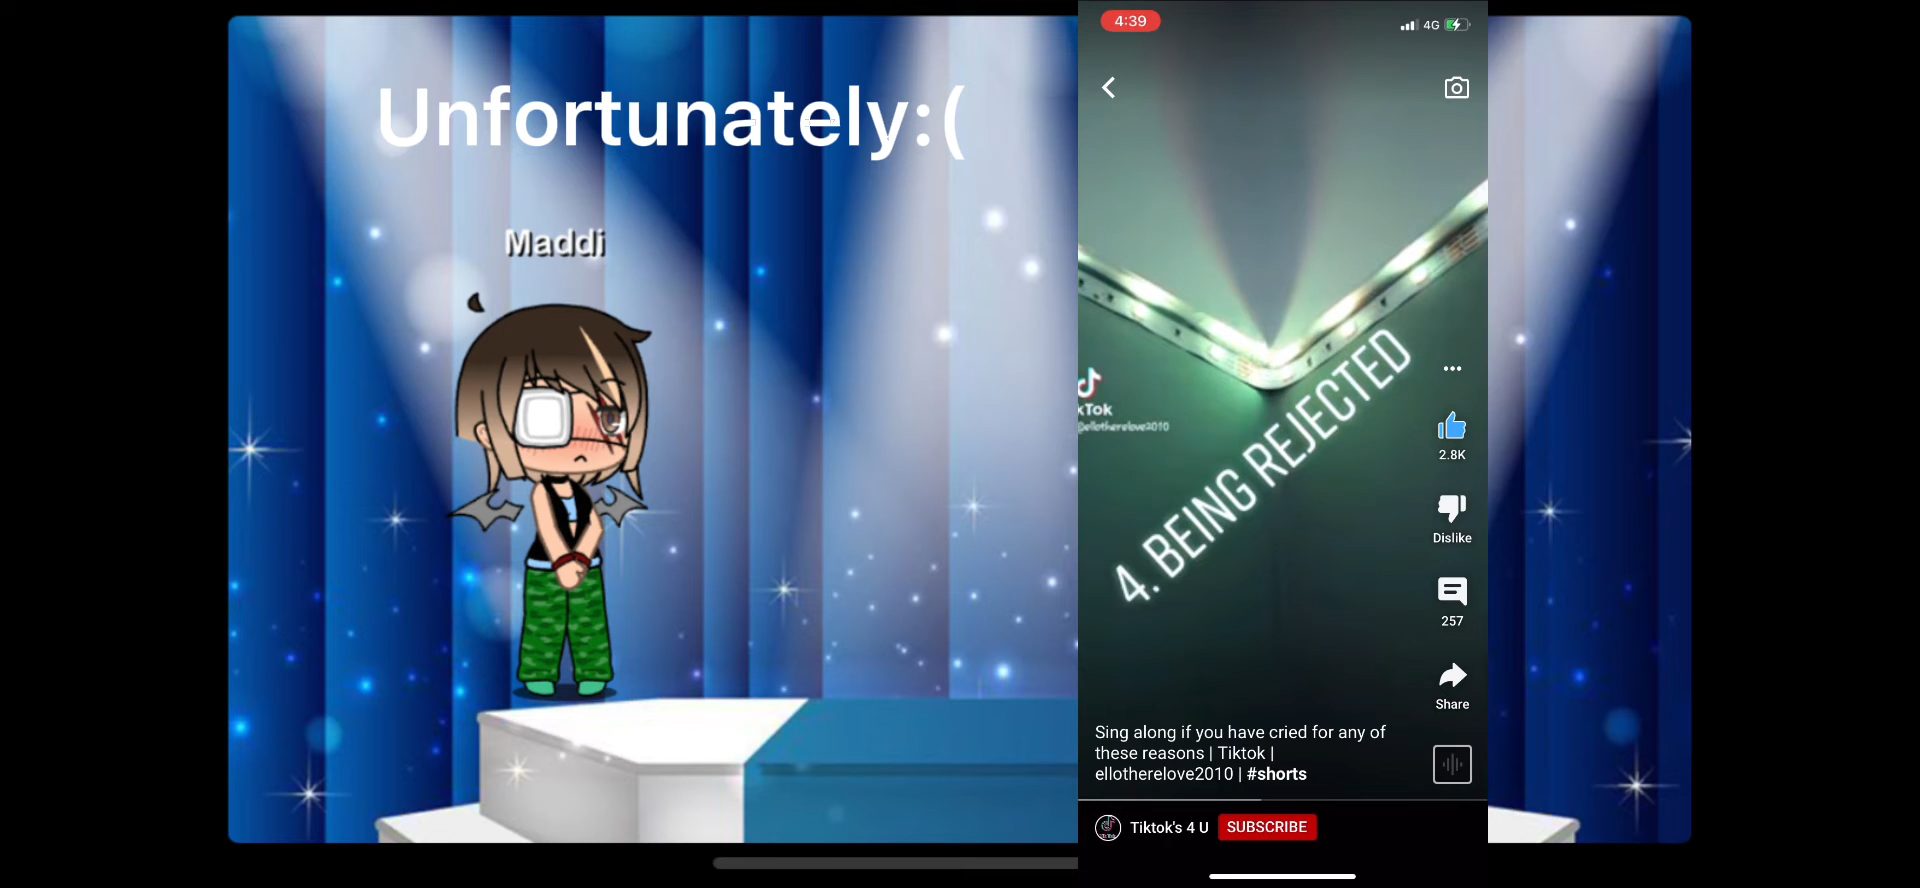 Unfortunately:(
Maddi
4:39
4G
kTok
@ellotherelove2010
4. BEING REJECTED
2.8K
Dislike
257
Share
Sing along if you have cried for any of
these reasons | Tiktok |
ellotherelove2010 | #shorts
Tiktok's 4 U
SUBSCRIBE